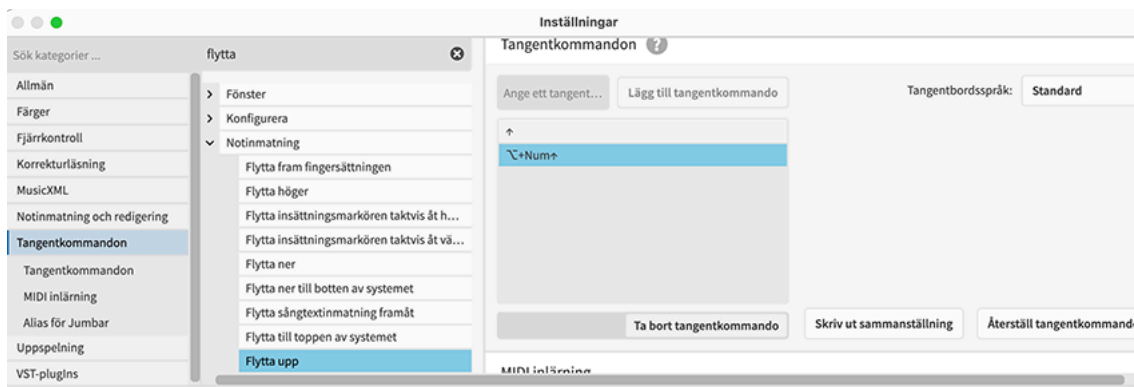 Inställningar
Sök kategorier ...
Allmän
Färger
Fjärrkontroll
Korrekturläsning
MusicXML
Notinmatning och redigering
Tangentkommandon
Tangentkommandon
MIDI inlärning
Alias för Jumbar
Uppspelning
VST-plugIns
flytta
Fönster
Konfigurera
Notinmatning
Flytta fram fingersättningen
Flytta höger
Flytta insättningsmarkören taktvis åt h...
Flytta insättningsmarkören taktvis åt vä...
Flytta ner
Flytta ner till botten av systemet
Flytta sångtextinmatning framåt
Flytta till toppen av systemet
Flytta upp
Tangentkommandon ?
Ange ett tangent...
Lägg till tangentkommando
Tangentbordsspråk: Standard
↑
⌥+Num↑
Ta bort tangentkommando
Skriv ut sammanställning
Återställ tangentkommand
MIDI inlärning